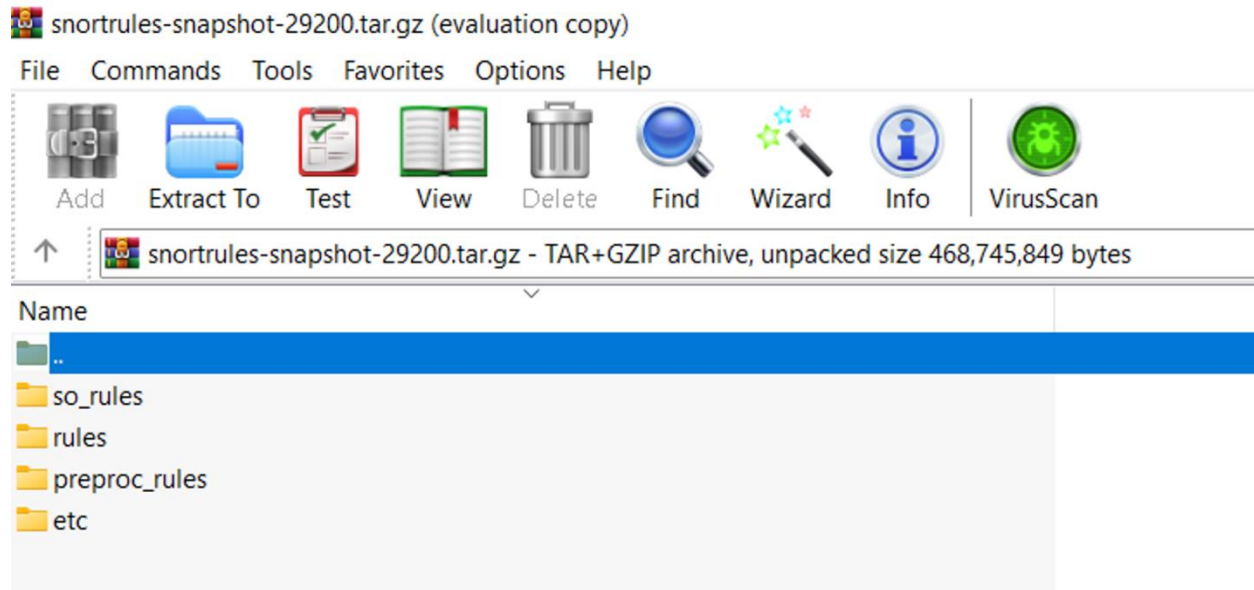 snortrules-snapshot-29200.tar.gz (evaluation copy)
File Commands Tools Favorites Options Help
Add Extract To Test View Delete Find Wizard Info VirusScan
snortrules-snapshot-29200.tar.gz - TAR+GZIP archive, unpacked size 468,745,849 bytes
Name
..
so_rules
rules
preproc_rules
etc